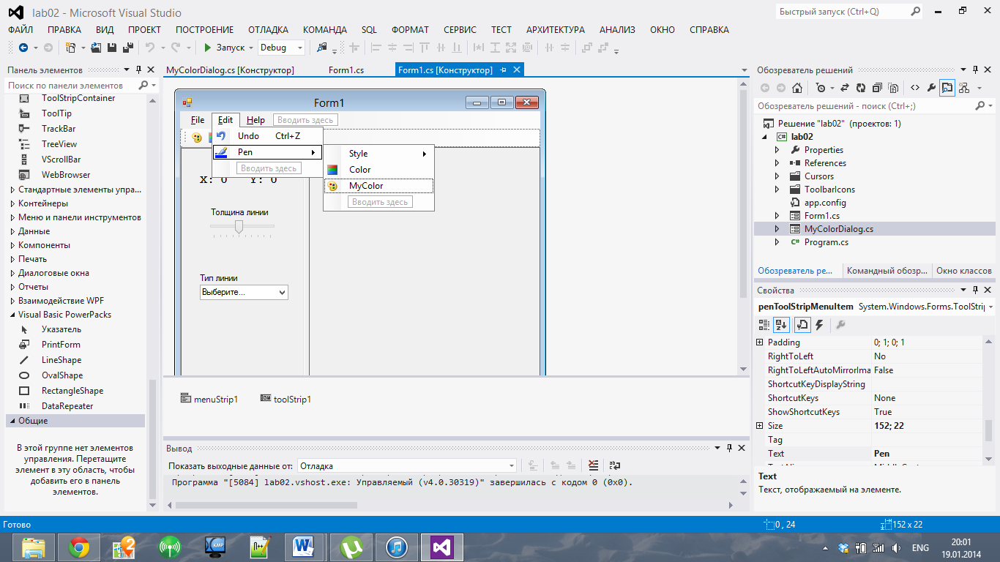 lab02 - Microsoft Visual Studio
Быстрый запуск (Ctrl+Q)
ФАЙЛ ПРАВКА ВИД ПРОЕКТ ПОСТРОЕНИЕ ОТЛАДКА КОМАНДА SQL ФОРМАТ СЕРВИС ТЕСТ АРХИТЕКТУРА АНАЛИЗ ОКНО СПРАВКА
Запуск Debug
Панель элементов
Поиск по панели элементов
ToolStripContainer
ToolTip
TrackBar
TreeView
VScrollBar
WebBrowser
Стандартные элементы упра...
Контейнеры
Меню и панели инструментов
Данные
Компоненты
Печать
Диалоговые окна
Отчеты
Взаимодействие WPF
Visual Basic PowerPacks
Указатель
PrintForm
LineShape
OvalShape
RectangleShape
DataRepeater
Общие
В этой группе нет элементов
управления. Перетащите
элемент в эту область, чтобы
добавить его в панель
элементов.
MyColorDialog.cs [Конструктор] Form1.cs Form1.cs [Конструктор]
Form1
File Edit Help Вводить здесь
Undo Ctrl+Z
Pen
Вводить здесь
Style
Color
MyColor
Вводить здесь
X: 0 Y: 0
Толщина линии
Тип линии
Выберите...
menuStrip1 toolStrip1
Вывод
Показать выходные данные от: Отладка
Программа "[5084] lab02.vshost.exe: Управляемый (v4.0.30319)" завершилась с кодом 0 (0x0).
Обозреватель решений
Обозреватель решений - поиск (Ctrl+;)
Решение "lab02" (проектов: 1)
lab02
Properties
References
Cursors
ToolbarIcons
app.config
Form1.cs
MyColorDialog.cs
Program.cs
Обозреватель ре... Командный обозр... Окно классов
Свойства
penToolStripMenuItem System.Windows.Forms.ToolStrip
Padding 0; 1; 0; 1
RightToLeft No
RightToLeftAutoMirrorIma False
ShortcutKeyDisplayString
ShortcutKeys None
ShowShortcutKeys True
Size 152; 22
Tag
Text Pen
Text
Текст, отображаемый на элементе.
Готово
0 , 24
152 x 22
ENG
20:01
19.01.2014